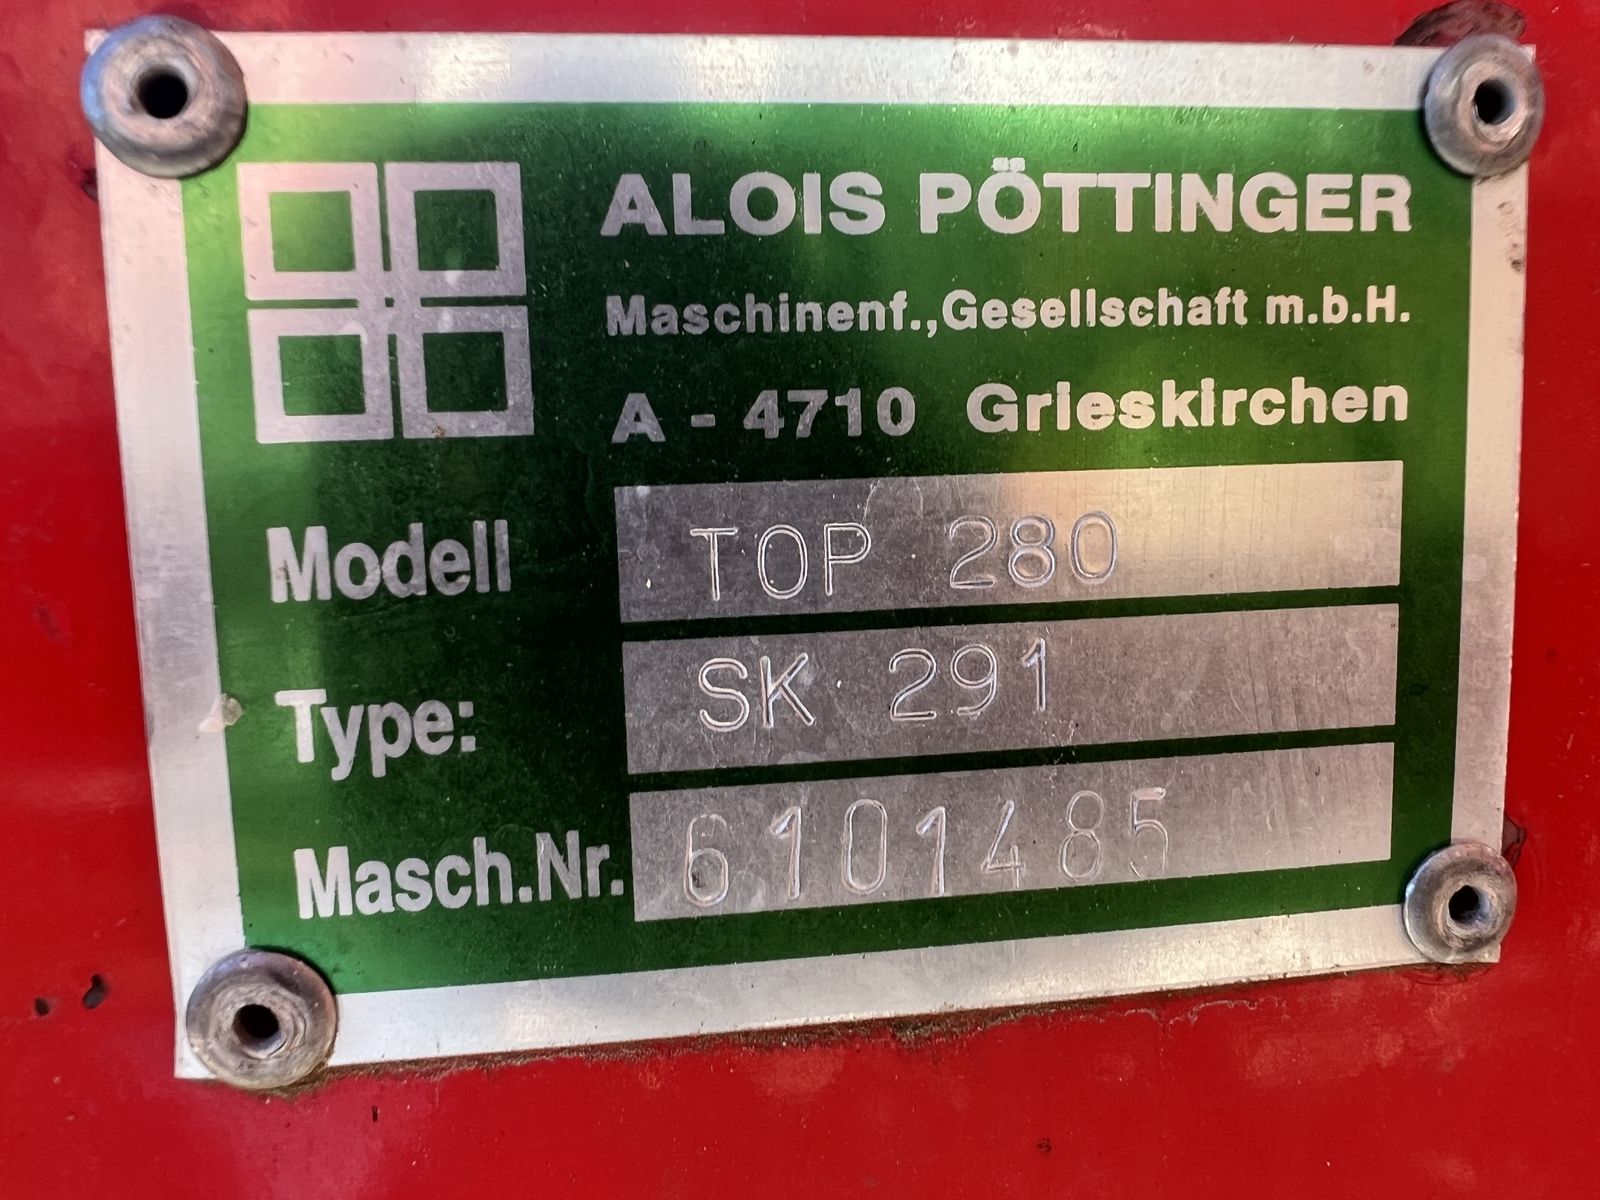 ALOIS PÖTTINGER
Maschinenf.,Gesellschaft m.b.H.
A - 4710 Grieskirchen
Modell TOP 280
Type: SK 291
Masch.Nr. 6101485